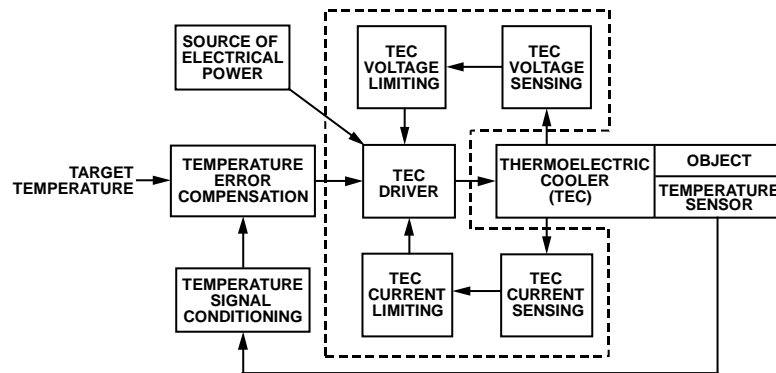 SOURCE OF
ELECTRICAL
POWER
TEC
VOLTAGE
LIMITING
TEC
VOLTAGE
SENSING
TARGET
TEMPERATURE
TEMPERATURE
ERROR
COMPENSATION
TEC
DRIVER
THERMOELECTRIC
COOLER
(TEC)
OBJECT
TEMPERATURE
SENSOR
TEMPERATURE
SIGNAL
CONDITIONING
TEC
CURRENT
LIMITING
TEC
CURRENT
SENSING